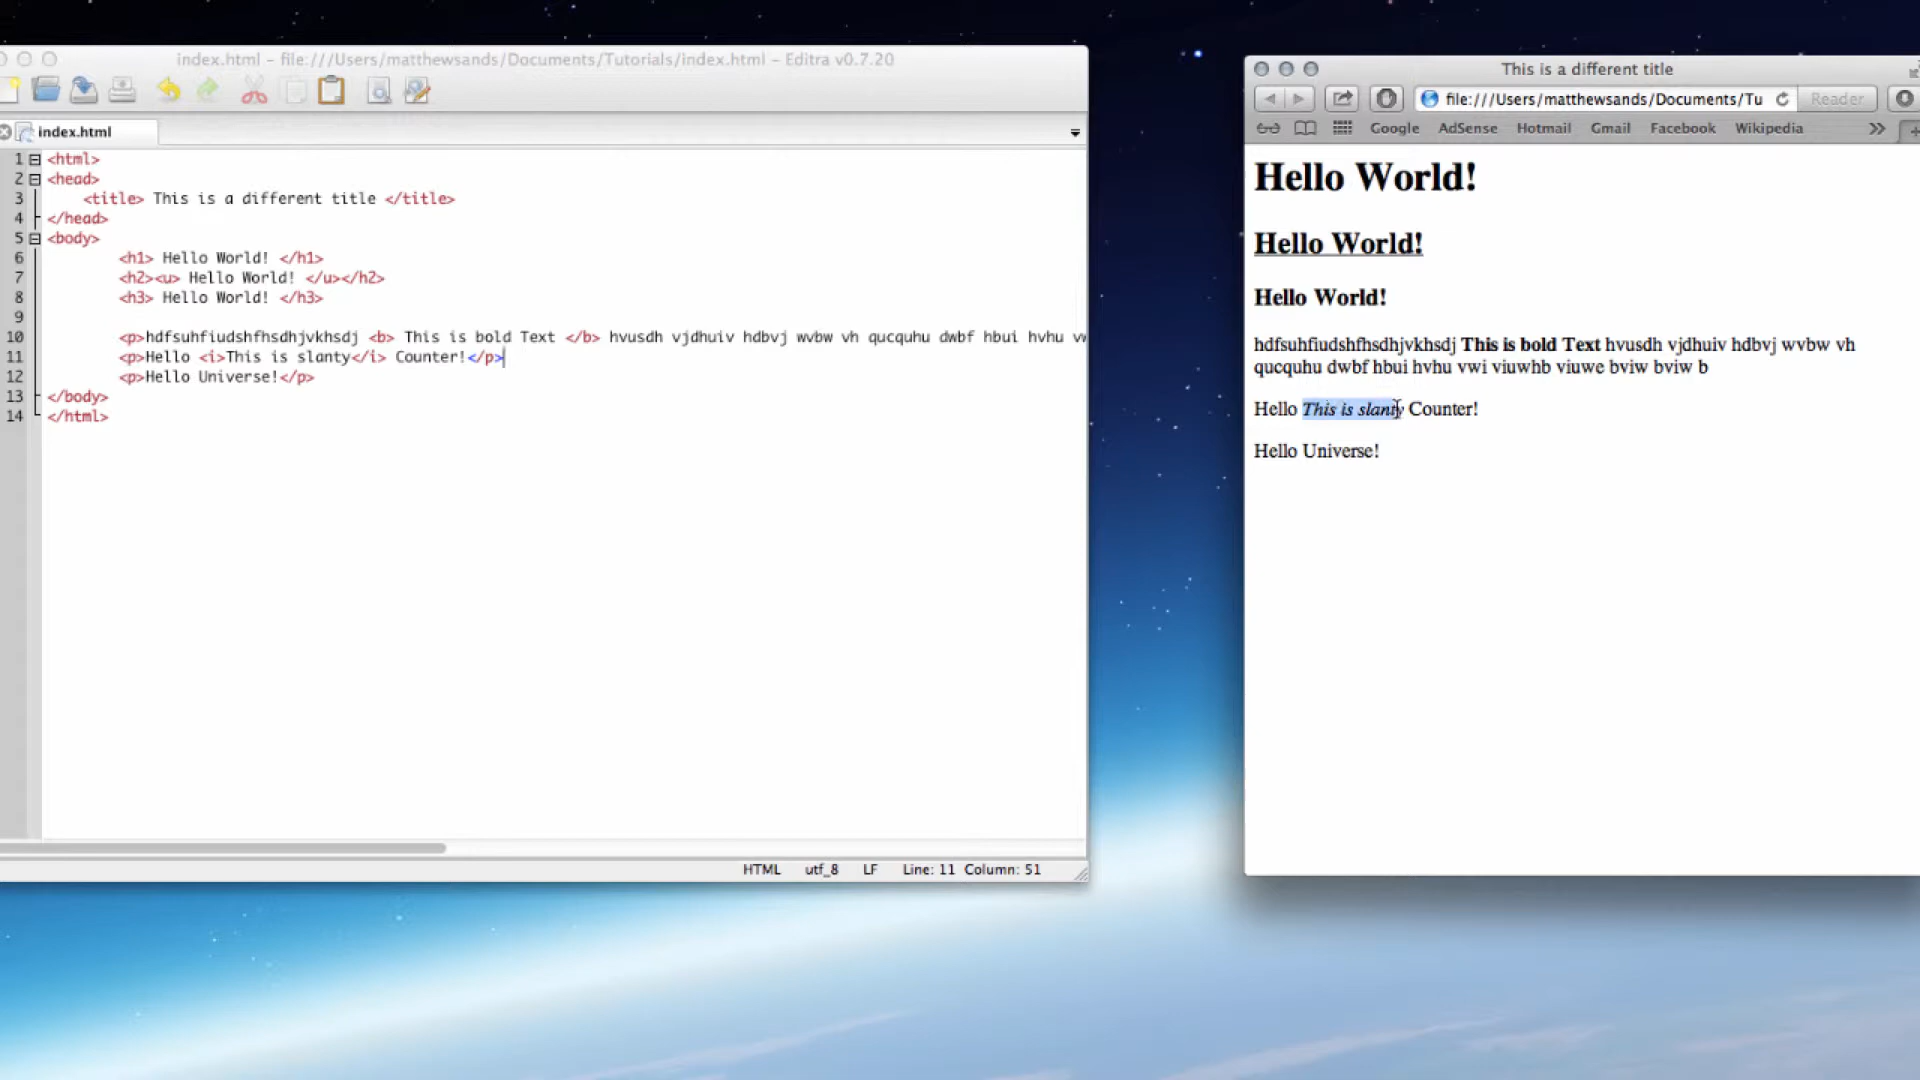 index.html - file:///Users/matthewsands/Documents/Tutorials/index.html - Editra v0.7.20
index.html
1 <html>
2 <head>
3 <title> This is a different title </title>
4 </head>
5 <body>
6 <h1> Hello World! </h1>
7 <h2><u> Hello World! </u></h2>
8 <h3> Hello World! </h3>
9
10 <p>hdfsuhfiudshfhsdhjvkhsdj <b> This is bold Text </b> hvusdh vjdhuiv hdbvj wvbw vh qucquhu dwbf hbui hvhu vw
11 <p>Hello <i>This is slanty</i> Counter!</p>
12 <p>Hello Universe!</p>
13 </body>
14 </html>
HTML utf_8 LF Line: 11 Column: 51
This is a different title
file:///Users/matthewsands/Documents/Tu Reader
Google AdSense Hotmail Gmail Facebook Wikipedia
Hello World!
Hello World!
Hello World!
hdfsuhfiudshfhsdhjvkhsdj This is bold Text hvusdh vjdhuiv hdbvj wvbw vh
qucquhu dwbf hbui hvhu vwi viuwhb viuwe bviw bviw b
Hello This is slanty Counter!
Hello Universe!